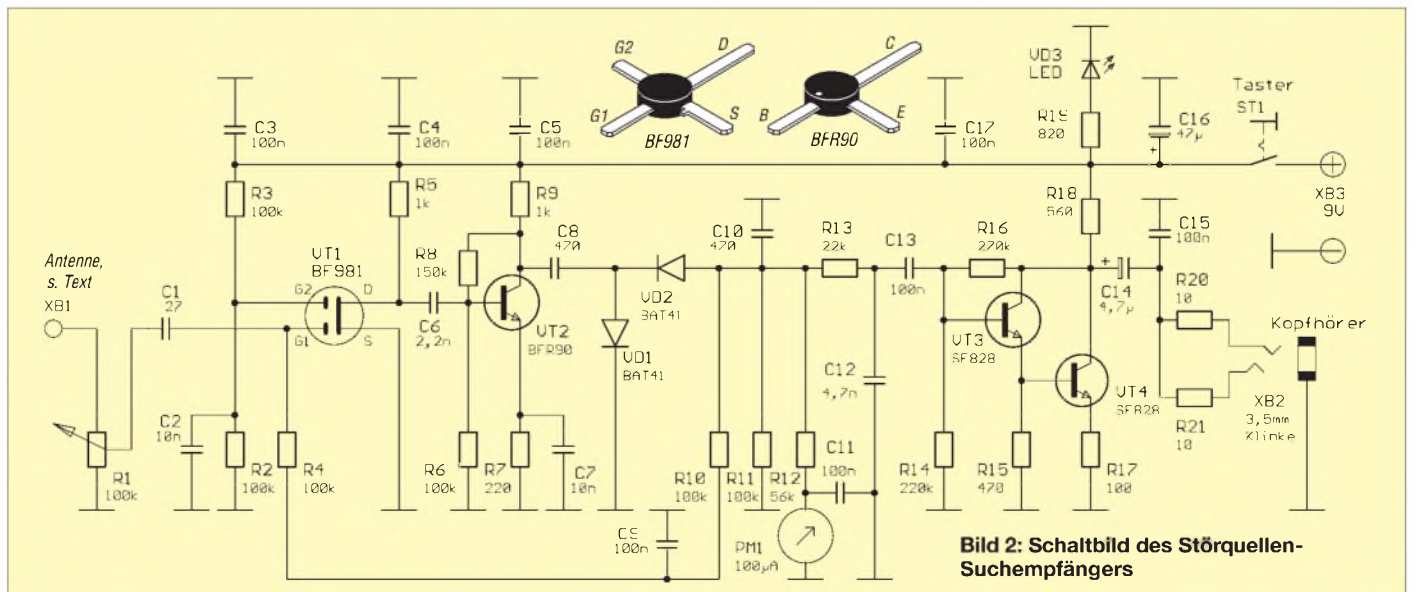 G2
D
C
G1
S
BF981
B
E
BFR90
VD3
LED
R19
820
C16
47µ
+
Taster
ST1
C3
100n
C4
100n
C5
100n
C17
100n
R3
100k
R5
1k
R9
1k
R18
560
XB3
9V
C15
100n
Antenne,
s. Text
XB1
C1
27
VT1
BF981
G2
D
G1
S
R8
150k
C8
470
C10
470
R13
22k
C13
100n
R16
270k
+
C14
4,7µ
R20
10
Kopfhörer
C6
2,2n
VT2
BFR90
VD2
BAT41
VD1
BAT41
C12
4,7n
VT3
SF828
VT4
SF828
R21
10
XB2
3,5mm
Klinke
R1
100k
C2
10n
R2
100k
R4
100k
R6
100k
R7
220
C7
10n
R10
100k
R11
100k
R12
56k
C11
100n
R14
220k
R15
470
R17
100
C9
100n
PM1
100µA
Bild 2: Schaltbild des Störquellen-
Suchempfängers